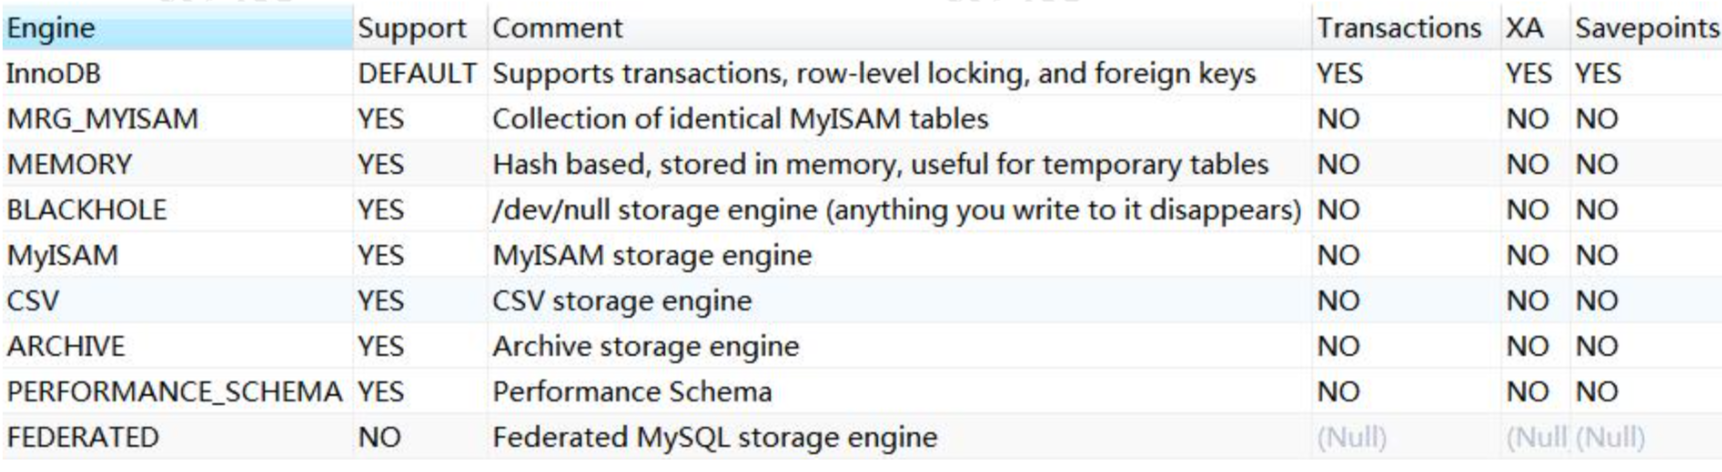 Engine Support Comment Transactions XA Savepoints
InnoDB DEFAULT Supports transactions, row-level locking, and foreign keys YES YES YES
MRG_MYISAM YES Collection of identical MyISAM tables NO NO NO
MEMORY YES Hash based, stored in memory, useful for temporary tables NO NO NO
BLACKHOLE YES /dev/null storage engine (anything you write to it disappears) NO NO NO
MyISAM YES MyISAM storage engine NO NO NO
CSV YES CSV storage engine NO NO NO
ARCHIVE YES Archive storage engine NO NO NO
PERFORMANCE_SCHEMA YES Performance Schema NO NO NO
FEDERATED NO Federated MySQL storage engine (Null) (Null (Null)